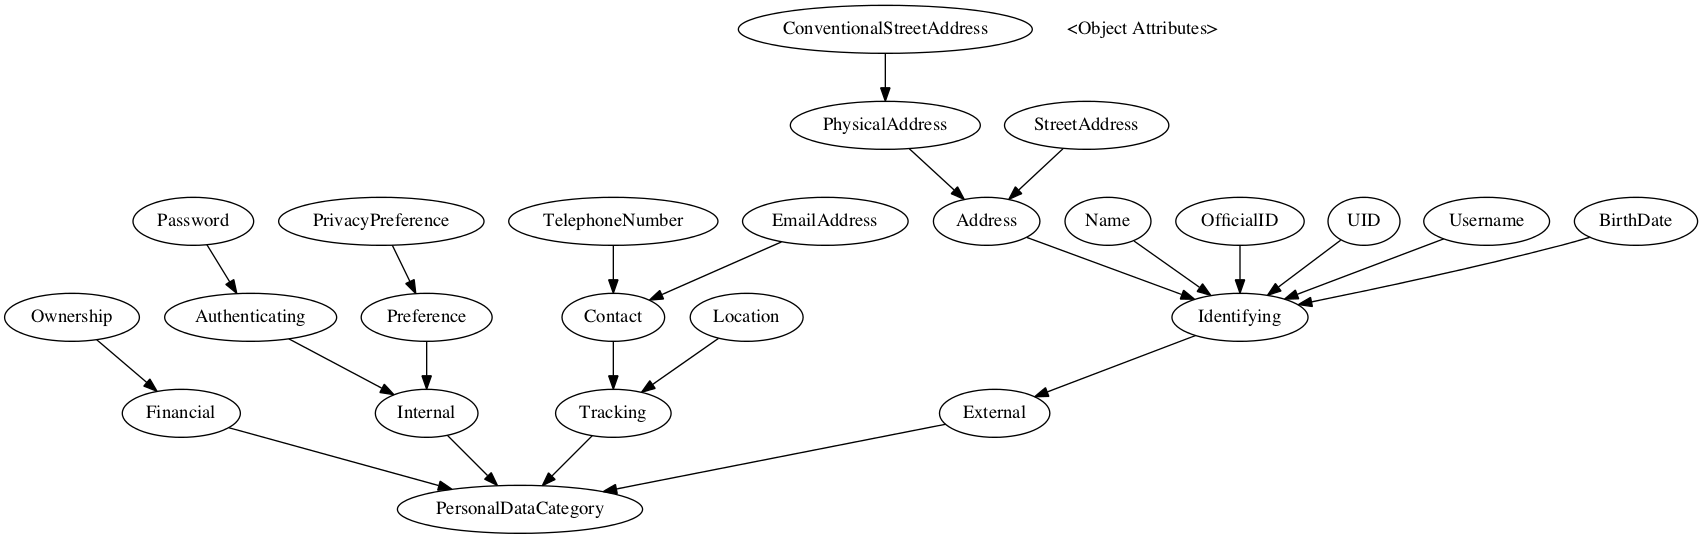 ConventionalStreetAddress
<Object Attributes>
PhysicalAddress
StreetAddress
Password
PrivacyPreference
TelephoneNumber
EmailAddress
Address
Name
OfficialID
UID
Username
BirthDate
Ownership
Authenticating
Preference
Contact
Location
Identifying
Financial
Internal
Tracking
External
PersonalDataCategory